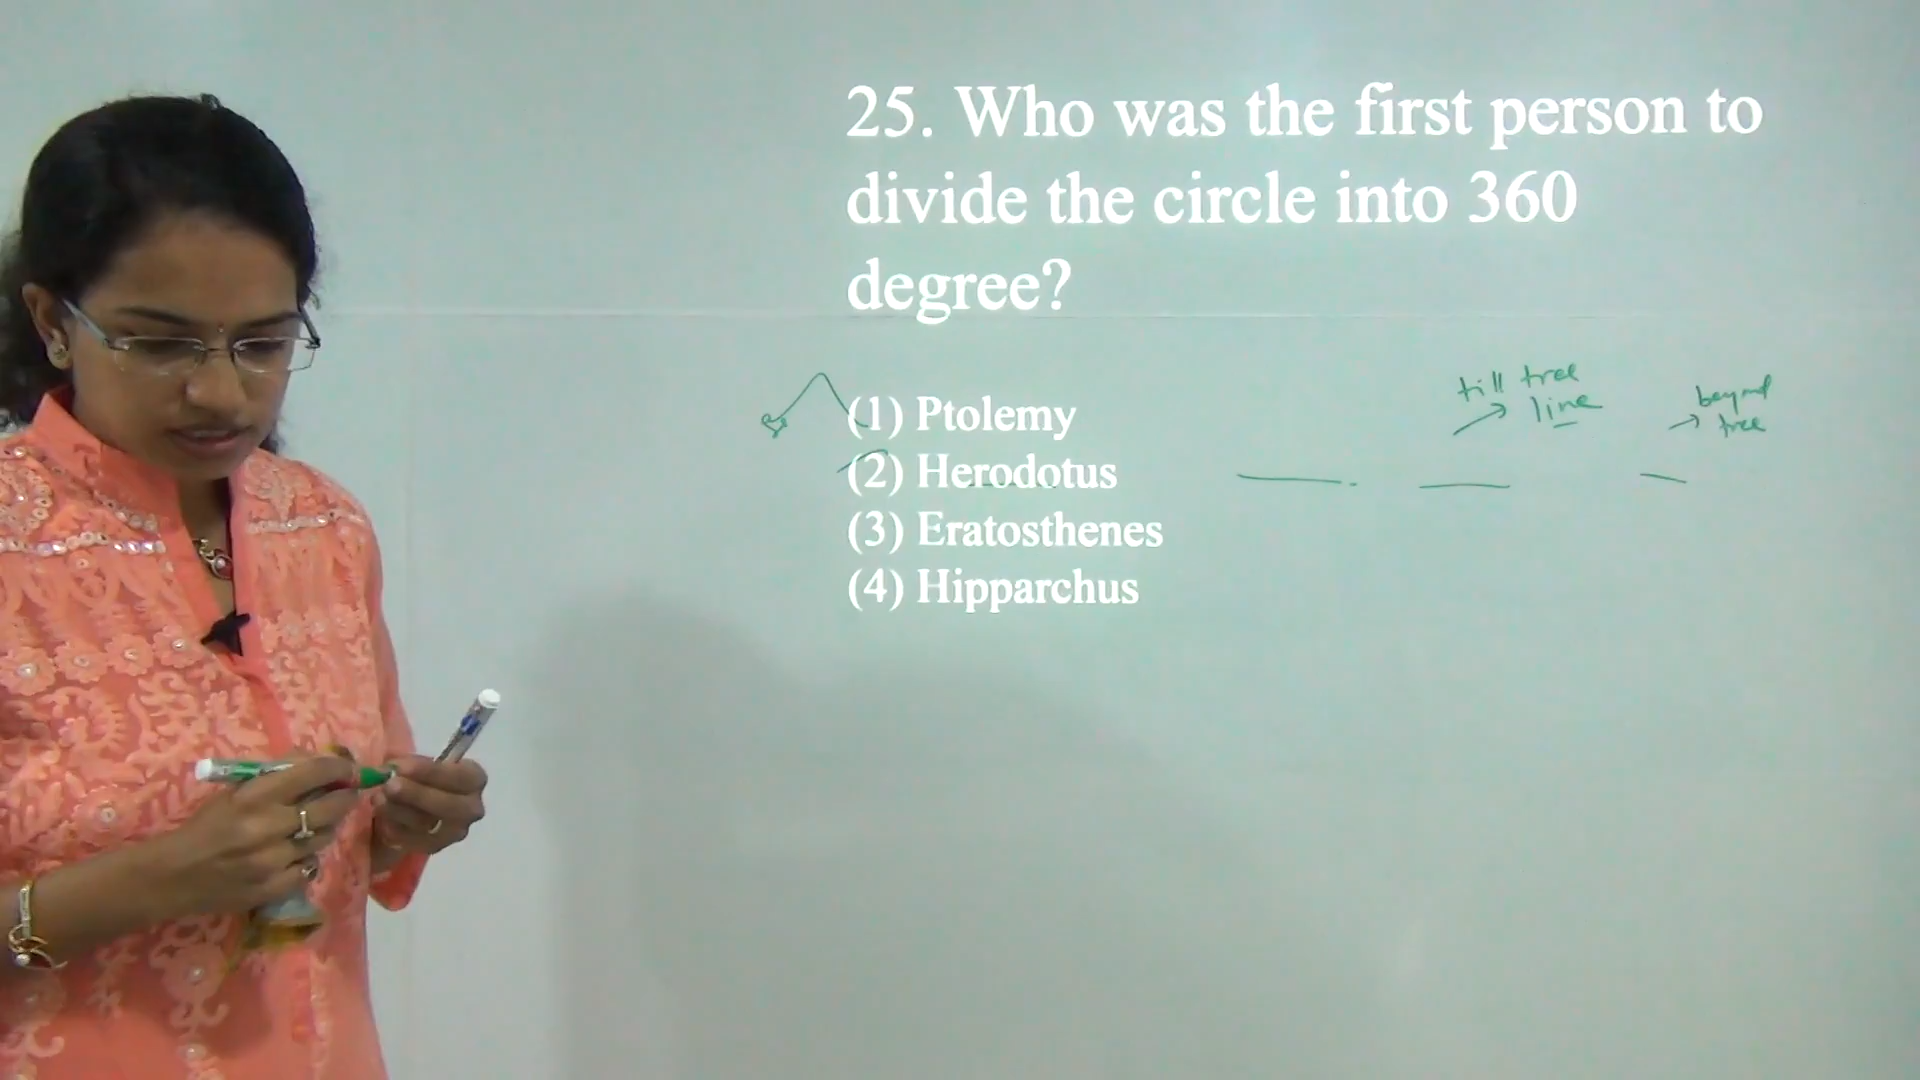 25. Who was the first person to
divide the circle into 360
degree?
till tree
line
beyond
tree
(1) Ptolemy
(2) Herodotus
(3) Eratosthenes
(4) Hipparchus